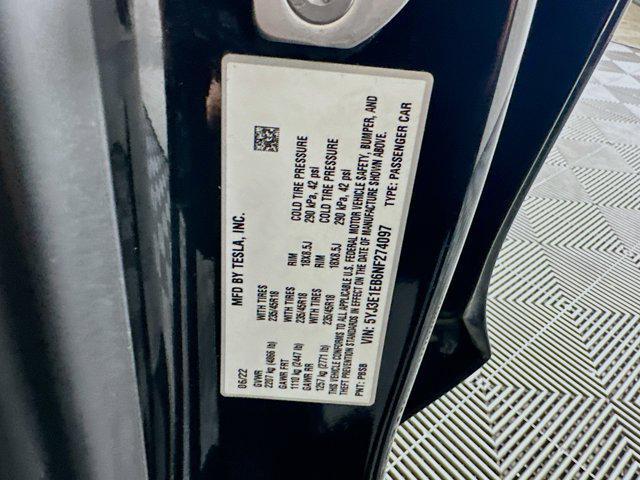 MFD BY TESLA, INC.
06/22
GVWR WITH TIRES RIM COLD TIRE PRESSURE
2207 kg (4866 lb) 235/45R18 18X8.5J 290 kPa, 42 psi
GAWR FRT WITH TIRES RIM COLD TIRE PRESSURE
1110 kg (2447 lb) 235/45R18 18X8.5J 290 kPa, 42 psi
GAWR RR
1257 kg (2771 lb) 235/45R18
THIS VEHICLE CONFORMS TO ALL APPLICABLE U.S. FEDERAL MOTOR VEHICLE SAFETY, BUMPER, AND
THEFT PREVENTION STANDARDS IN EFFECT ON THE DATE OF MANUFACTURE SHOWN ABOVE.
PNT: PBSB VIN: 5YJ3E1EB6NF274097 TYPE: PASSENGER CAR